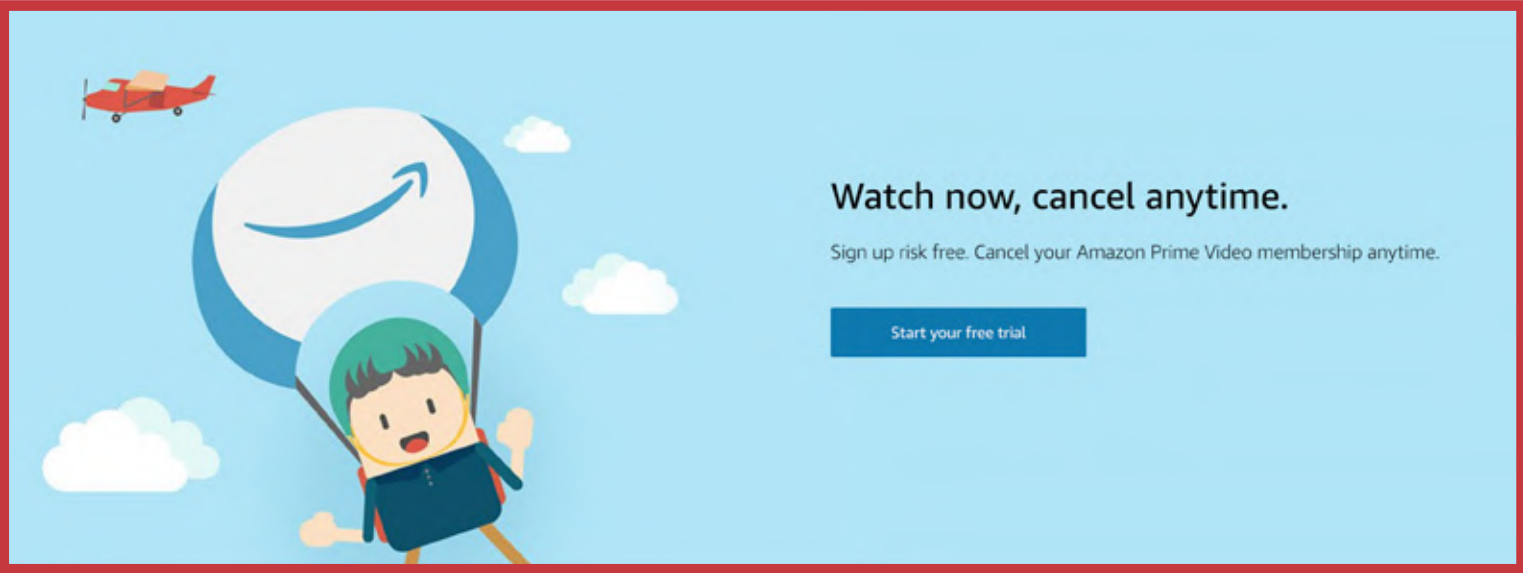 Watch now, cancel anytime.
Sign up risk free. Cancel your Amazon Prime Video membership anytime.
Start your free trial